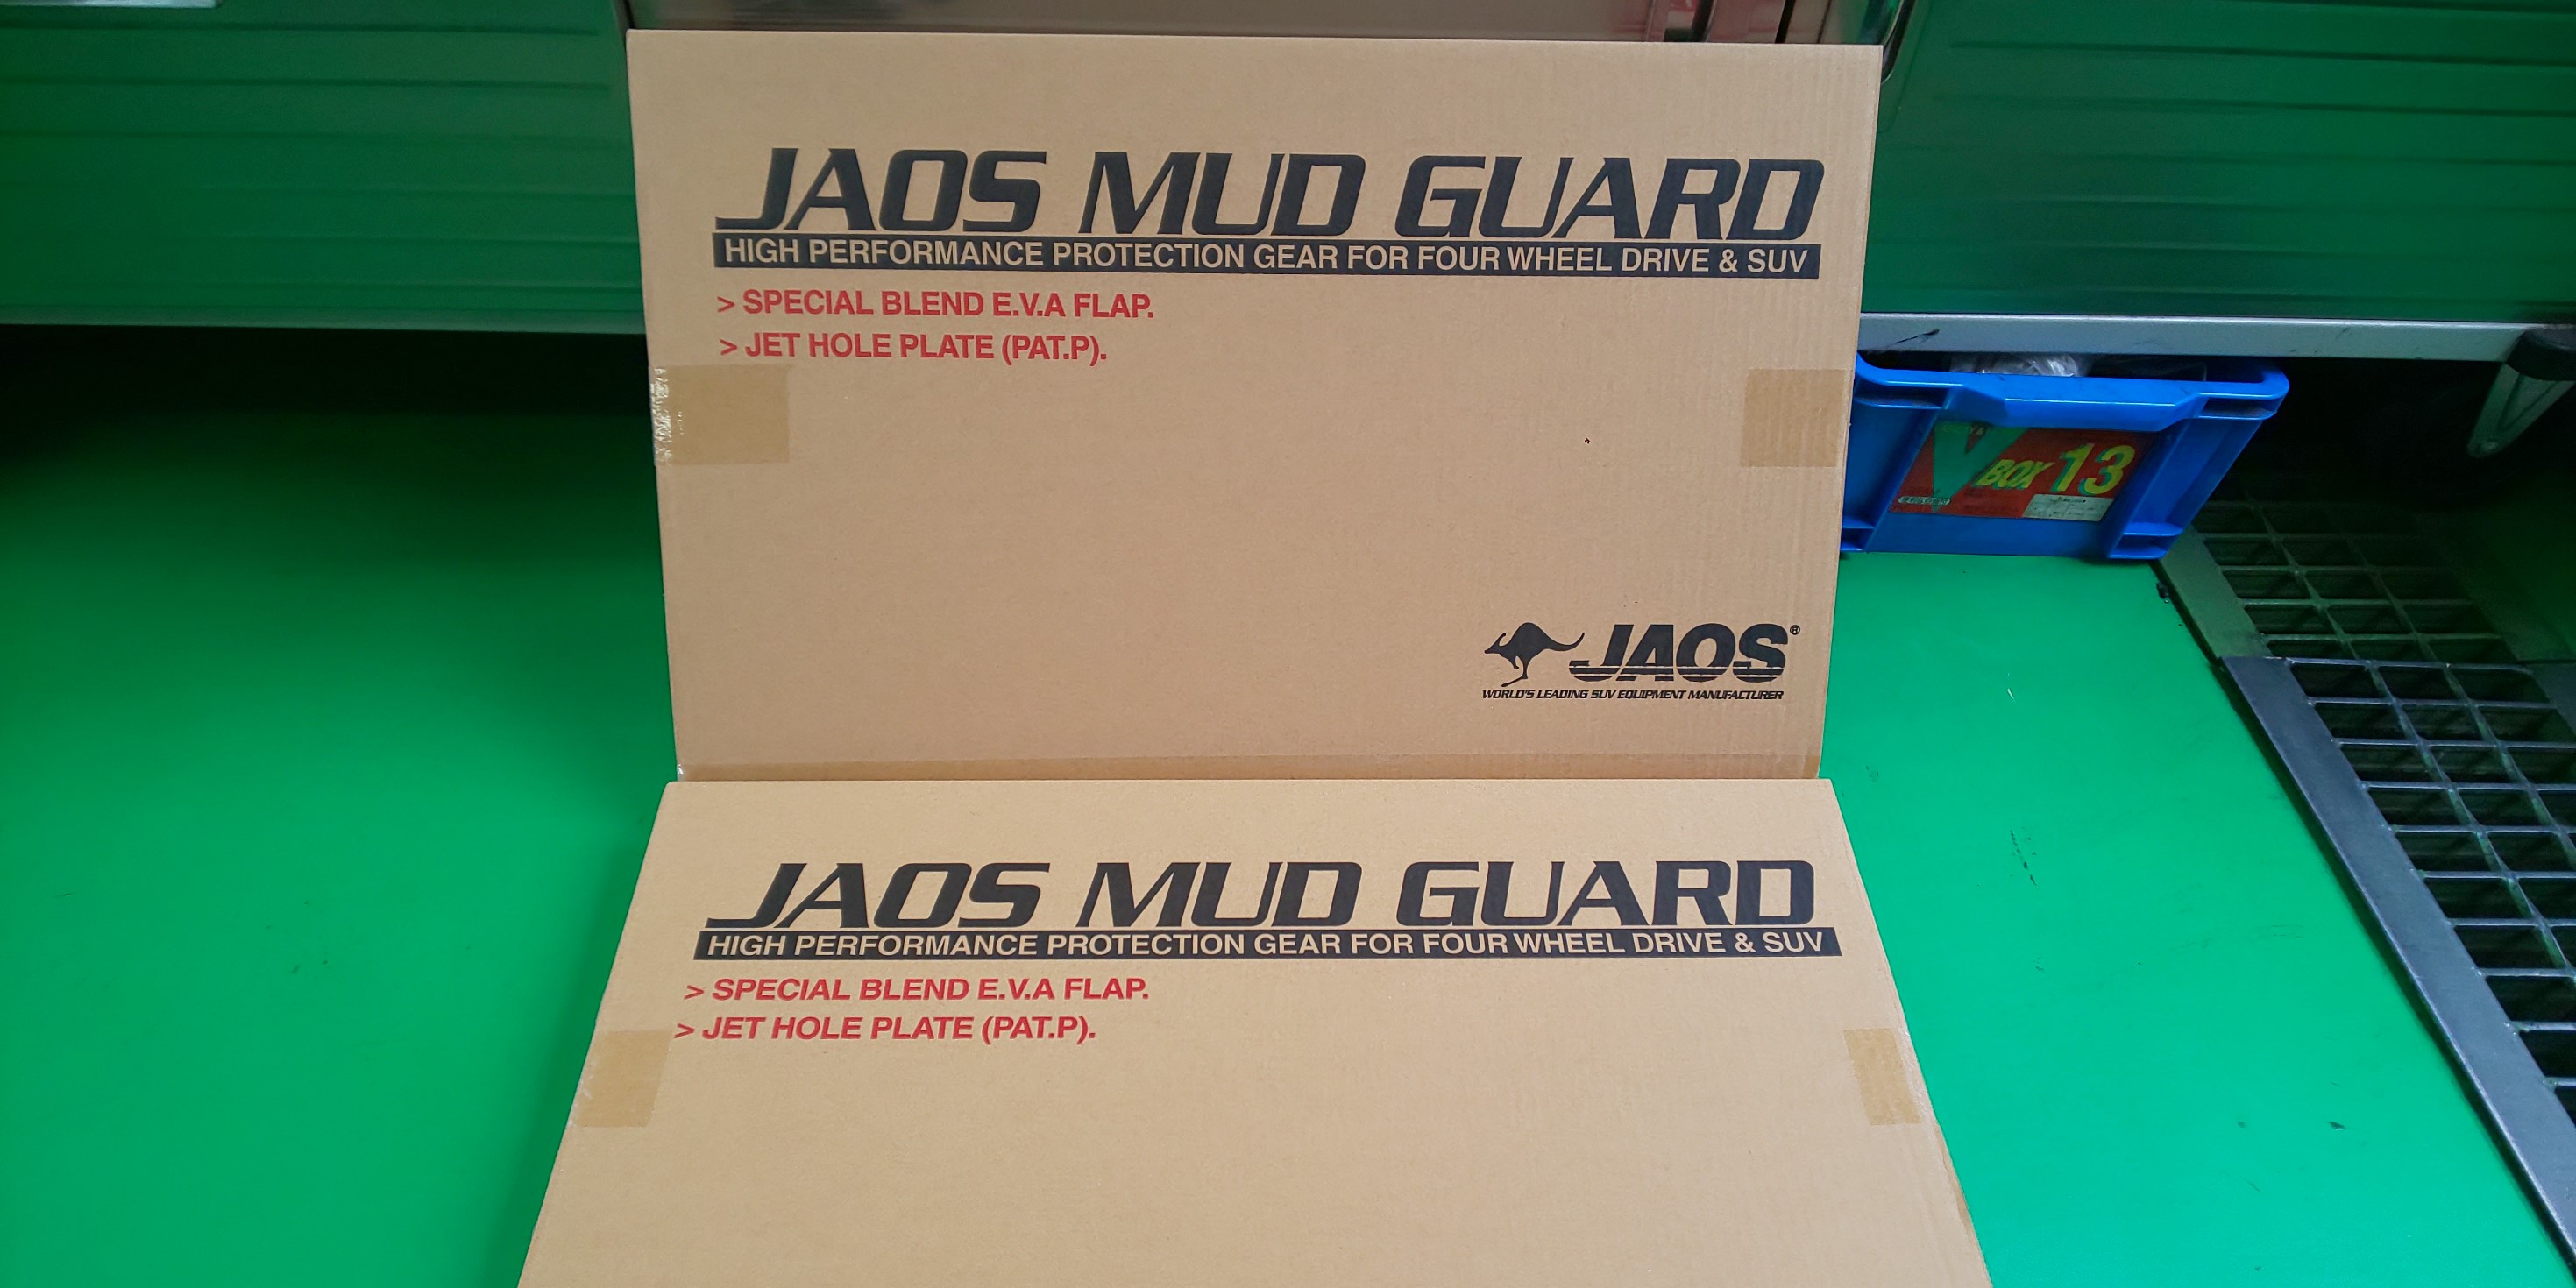 JAOS MUD GUARD
HIGH PERFORMANCE PROTECTION GEAR FOR FOUR WHEEL DRIVE & SUV
> SPECIAL BLEND E.V.A FLAP.
> JET HOLE PLATE (PAT.P).
V BOX 13
JAOS®
WORLD'S LEADING SUV EQUIPMENT MANUFACTURER
JAOS MUD GUARD
HIGH PERFORMANCE PROTECTION GEAR FOR FOUR WHEEL DRIVE & SUV
> SPECIAL BLEND E.V.A FLAP.
> JET HOLE PLATE (PAT.P).